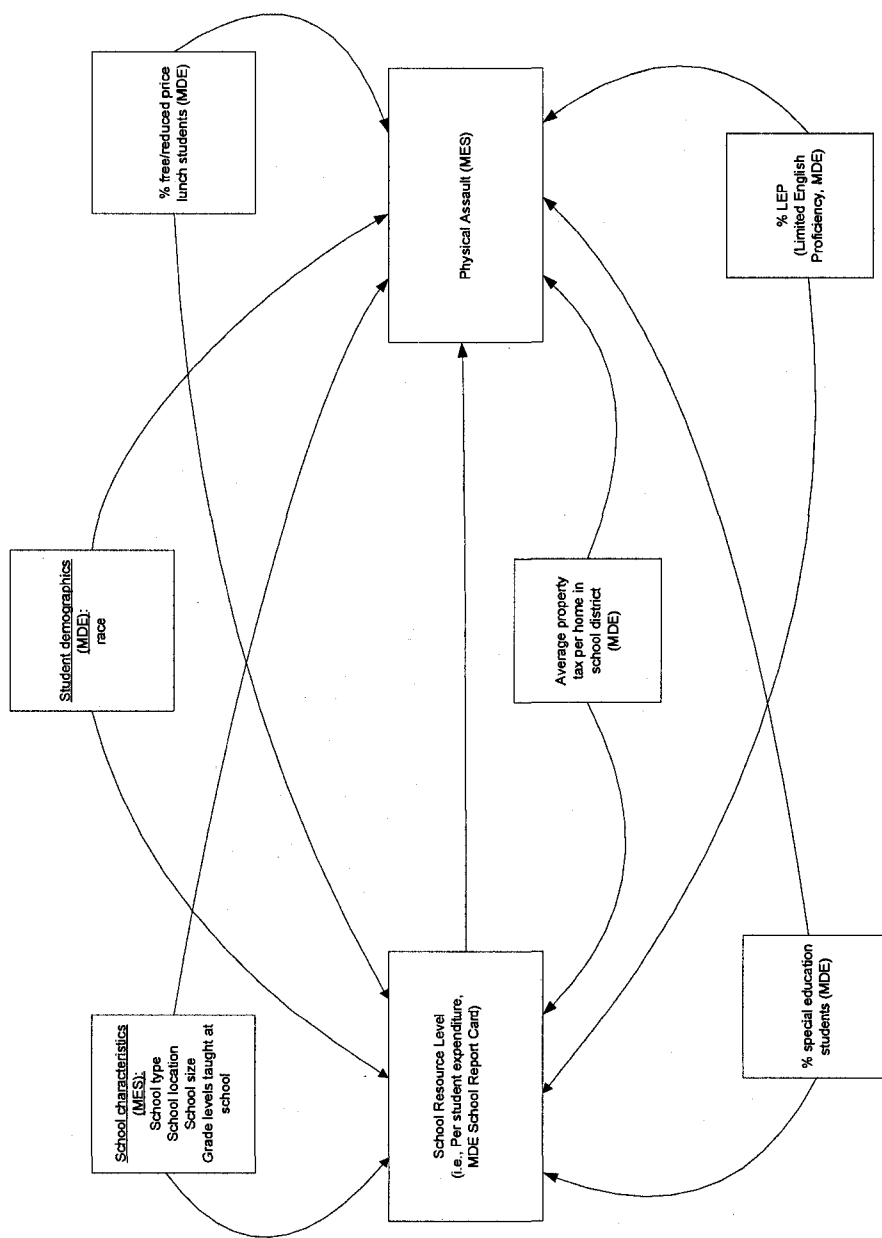 School characteristics
(MES):
School type
School location
School size
Grade levels taught at
school
Student demographics
(MDE):
race
% free/reduced price
lunch students (MDE)
School Resource Level
(i.e., Per student expenditure,
MDE School Report Card)
Physical Assault (MES)
Average property
tax per home in
school district
(MDE)
% special education
students (MDE)
% LEP
(Limited English
Proficiency, MDE)